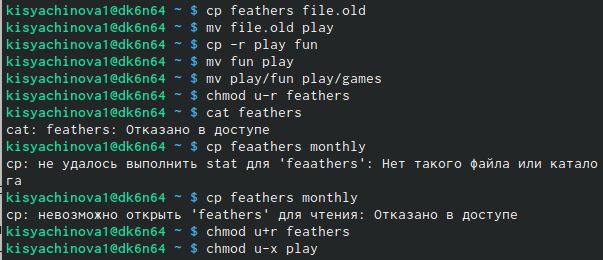 kisyachinova1@dk6n64 ~ $ cp feathers file.old
kisyachinova1@dk6n64 ~ $ mv file.old play
kisyachinova1@dk6n64 ~ $ cp -r play fun
kisyachinova1@dk6n64 ~ $ mv fun play
kisyachinova1@dk6n64 ~ $ mv play/fun play/games
kisyachinova1@dk6n64 ~ $ chmod u-r feathers
kisyachinova1@dk6n64 ~ $ cat feathers
cat: feathers: Отказано в доступе
kisyachinova1@dk6n64 ~ $ cp feaathers monthly
cp: не удалось выполнить stat для 'feaathers': Нет такого файла или катало
га
kisyachinova1@dk6n64 ~ $ cp feathers monthly
cp: невозможно открыть 'feathers' для чтения: Отказано в доступе
kisyachinova1@dk6n64 ~ $ chmod u+r feathers
kisyachinova1@dk6n64 ~ $ chmod u-x play